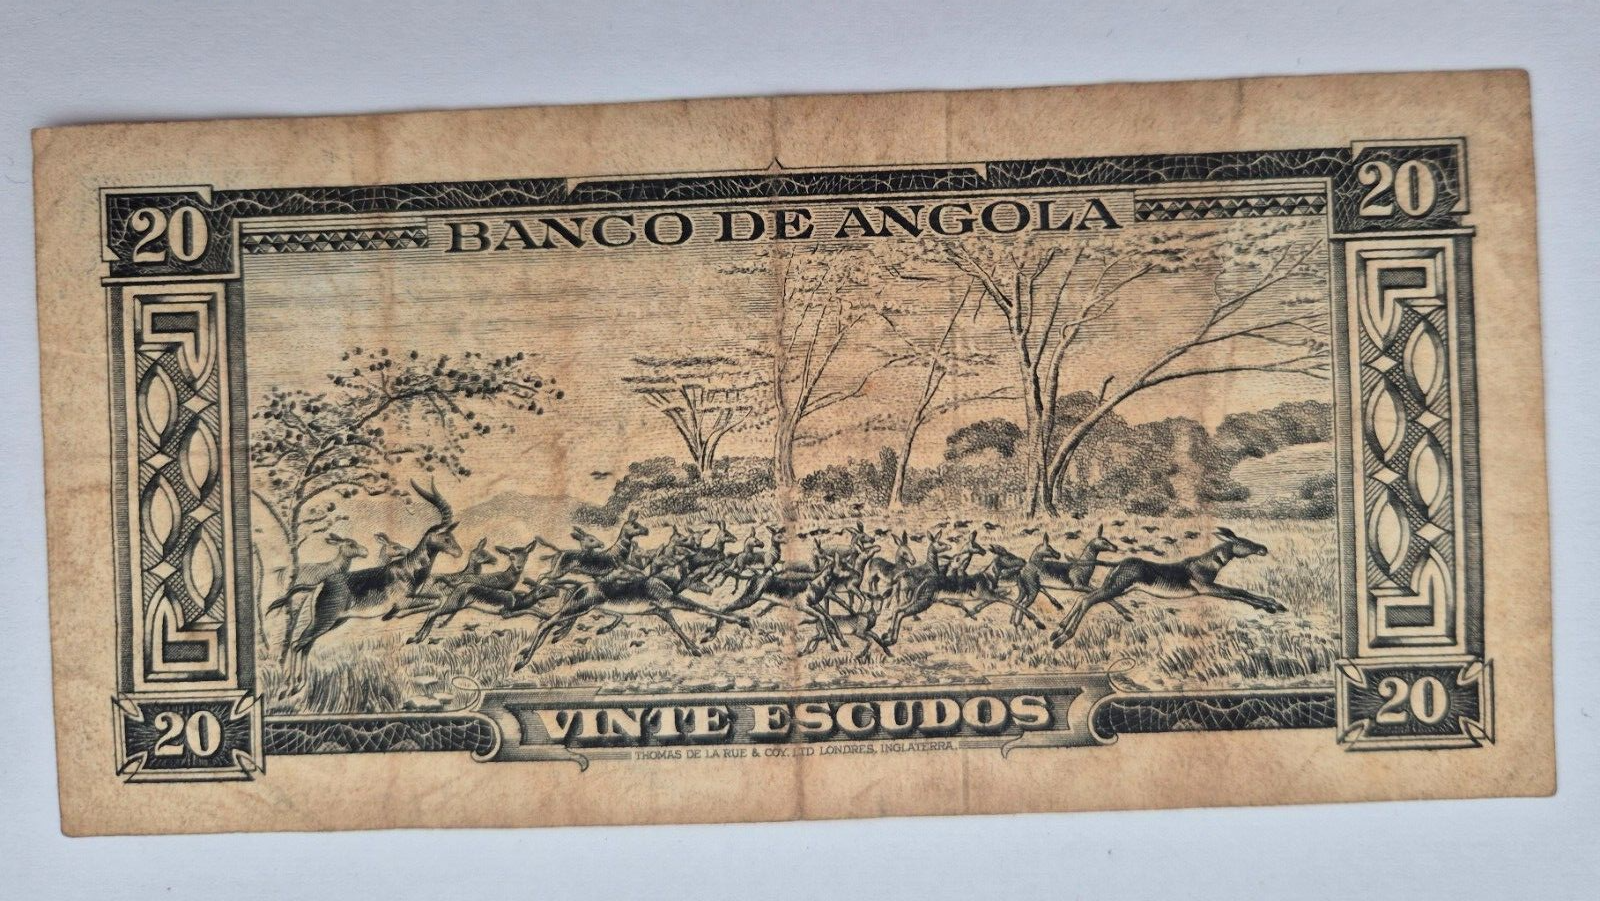 20 20
BANCO DE ANGOLA
VINTE ESCUDOS
20 20
THOMAS DE LA RUE & COY. LTD LONDRES, INGLATERRA.